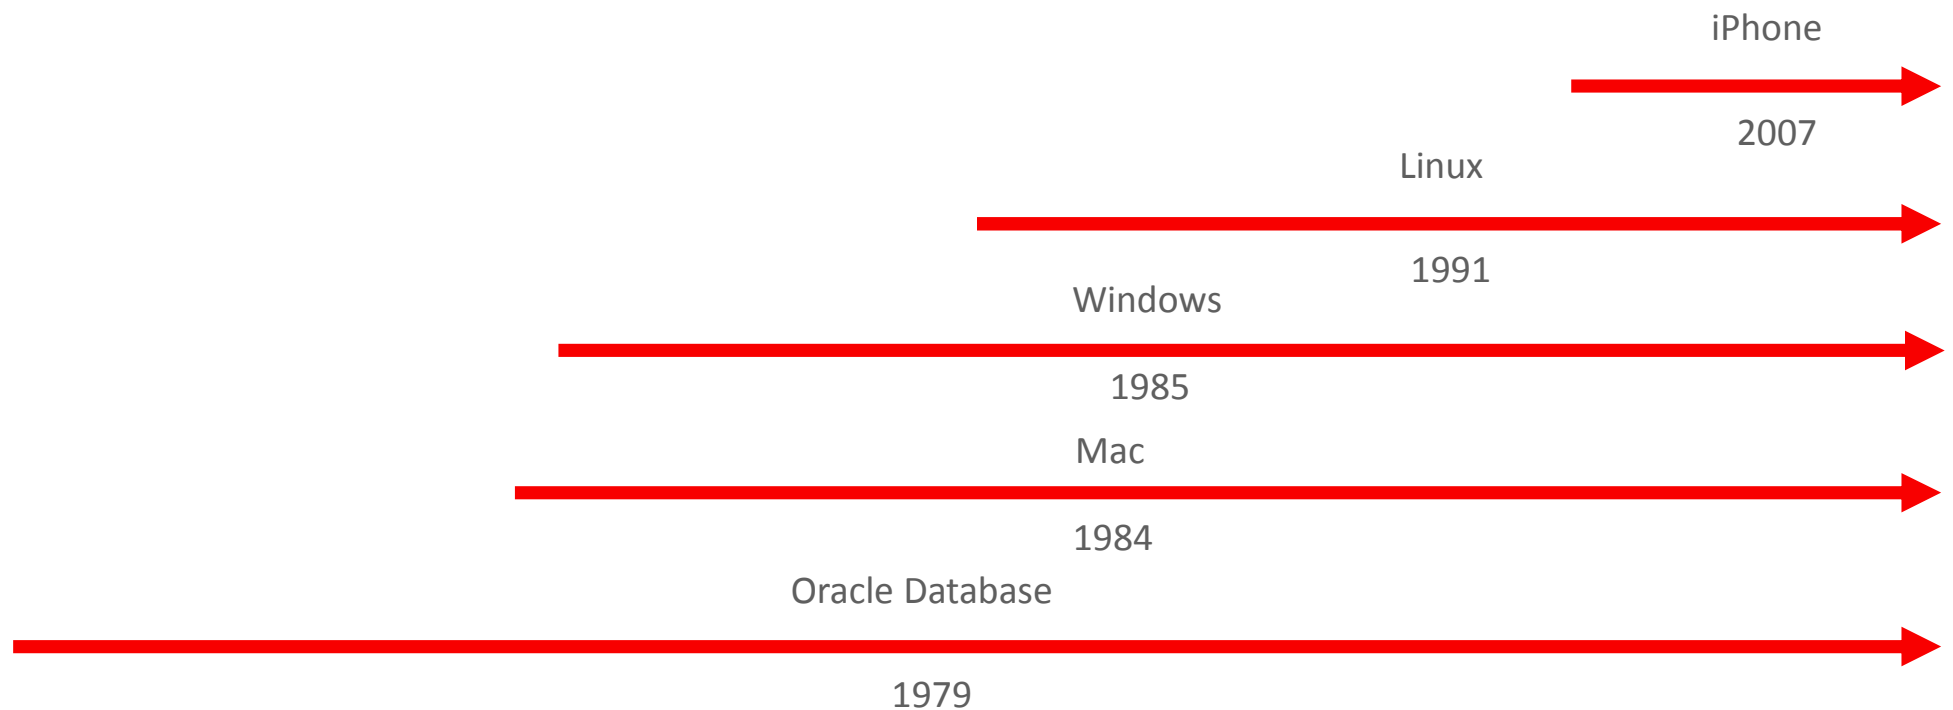 iPhone
2007
Linux
1991
Windows
1985
Mac
1984
Oracle Database
1979